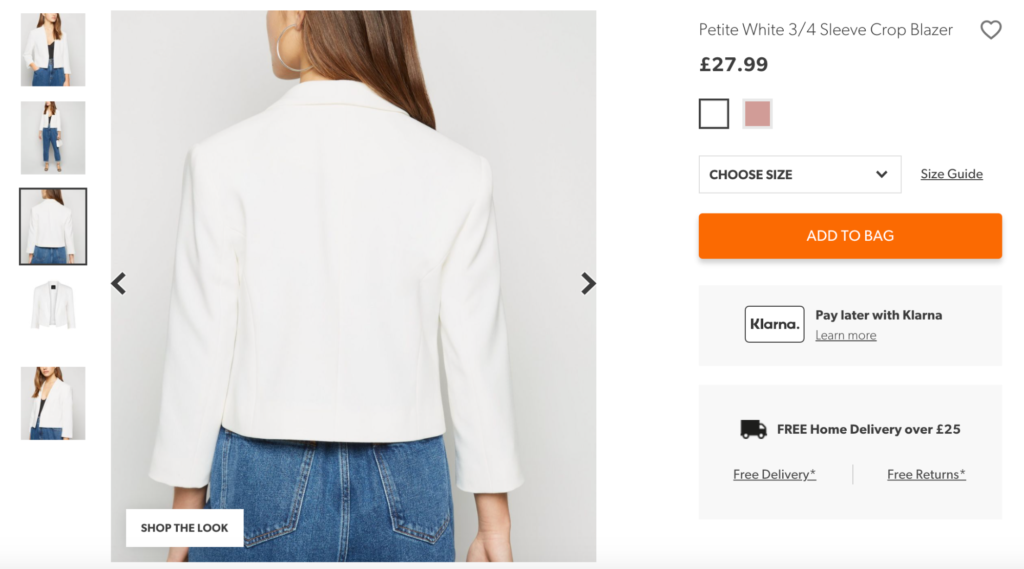 Petite White 3/4 Sleeve Crop Blazer
£27.99
CHOOSE SIZE
Size Guide
ADD TO BAG
Klarna.
Pay later with Klarna
Learn more
FREE Home Delivery over £25
Free Delivery*
Free Returns*
SHOP THE LOOK